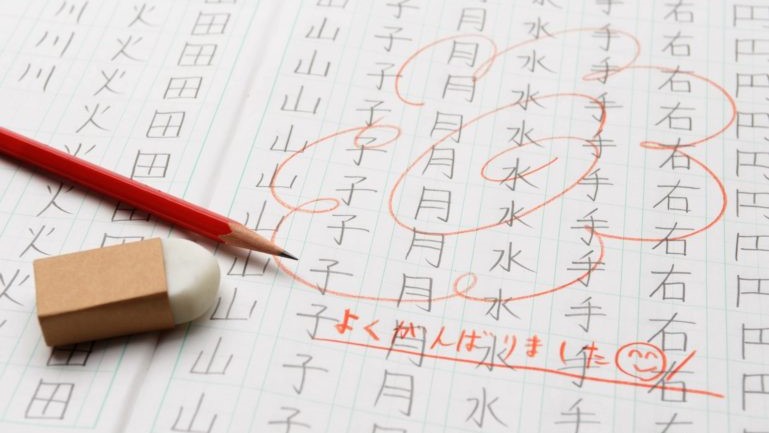 円円円円円円円円円円円
右右右右右右右右右右
手手手手手手手手手手手
水水水水水水水水水水水
月月月月月月月月月月
子子子子子子子子子子子
山山山山山山山山山山
田田田田田田田田田
火火火火火火火
川川川
よくがんばりました